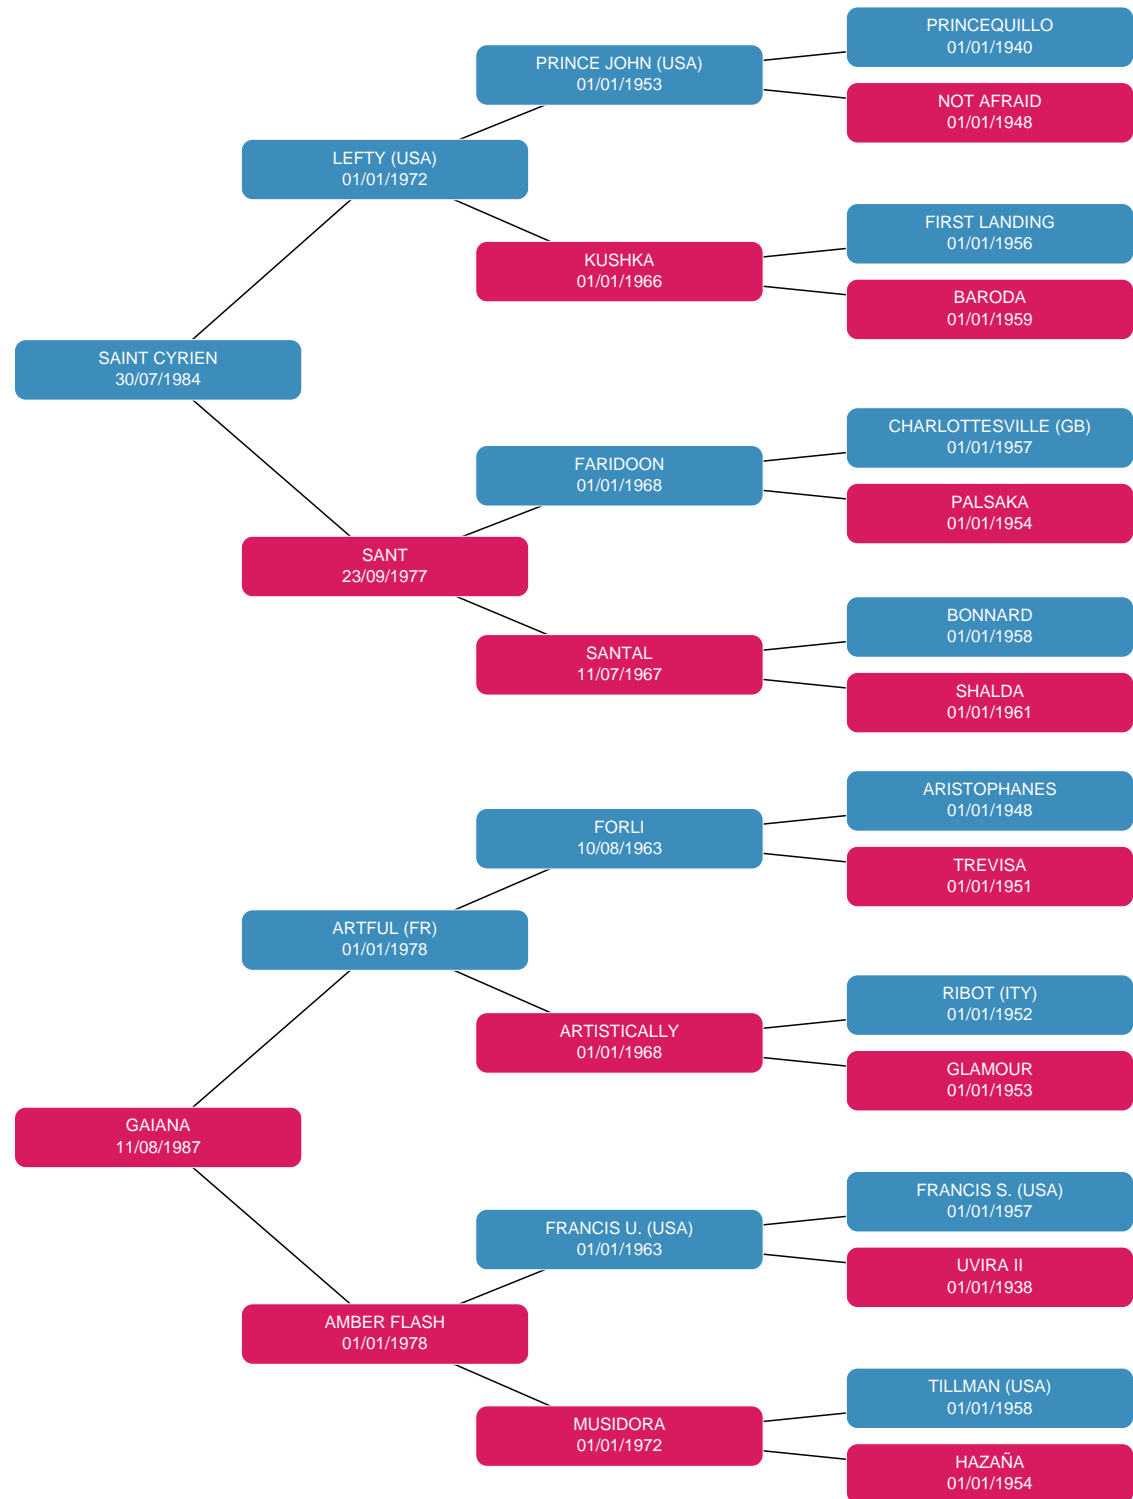 PRINCEQUILLO
01/01/1940
PRINCE JOHN (USA)
01/01/1953
NOT AFRAID
01/01/1948
LEFTY (USA)
01/01/1972
FIRST LANDING
01/01/1956
KUSHKA
01/01/1966
BARODA
01/01/1959
SAINT CYRIEN
30/07/1984
CHARLOTTESVILLE (GB)
01/01/1957
FARIDOON
01/01/1968
PALSAKA
01/01/1954
SANT
23/09/1977
BONNARD
01/01/1958
SANTAL
11/07/1967
SHALDA
01/01/1961
ARISTOPHANES
01/01/1948
FORLI
10/08/1963
TREVISA
01/01/1951
ARTFUL (FR)
01/01/1978
RIBOT (ITY)
01/01/1952
ARTISTICALLY
01/01/1968
GLAMOUR
01/01/1953
GAIANA
11/08/1987
FRANCIS S. (USA)
01/01/1957
FRANCIS U. (USA)
01/01/1963
UVIRA II
01/01/1938
AMBER FLASH
01/01/1978
TILLMAN (USA)
01/01/1958
MUSIDORA
01/01/1972
HAZAÑA
01/01/1954